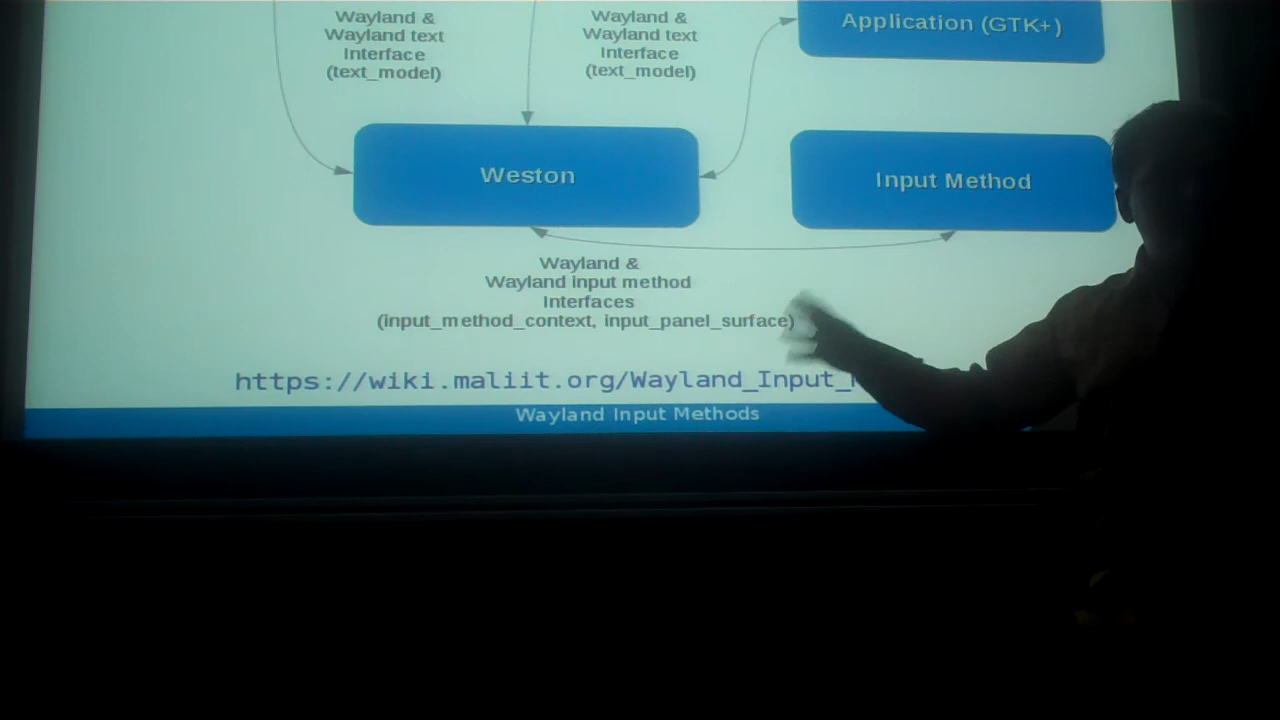 Wayland &
Wayland text
Interface
(text_model)
Wayland &
Wayland text
Interface
(text_model)
Application (GTK+)
Weston
Input Method
Wayland &
Wayland input method
Interfaces
(input_method_context, input_panel_surface)
https://wiki.maliit.org/Wayland_Input_
Wayland Input Methods